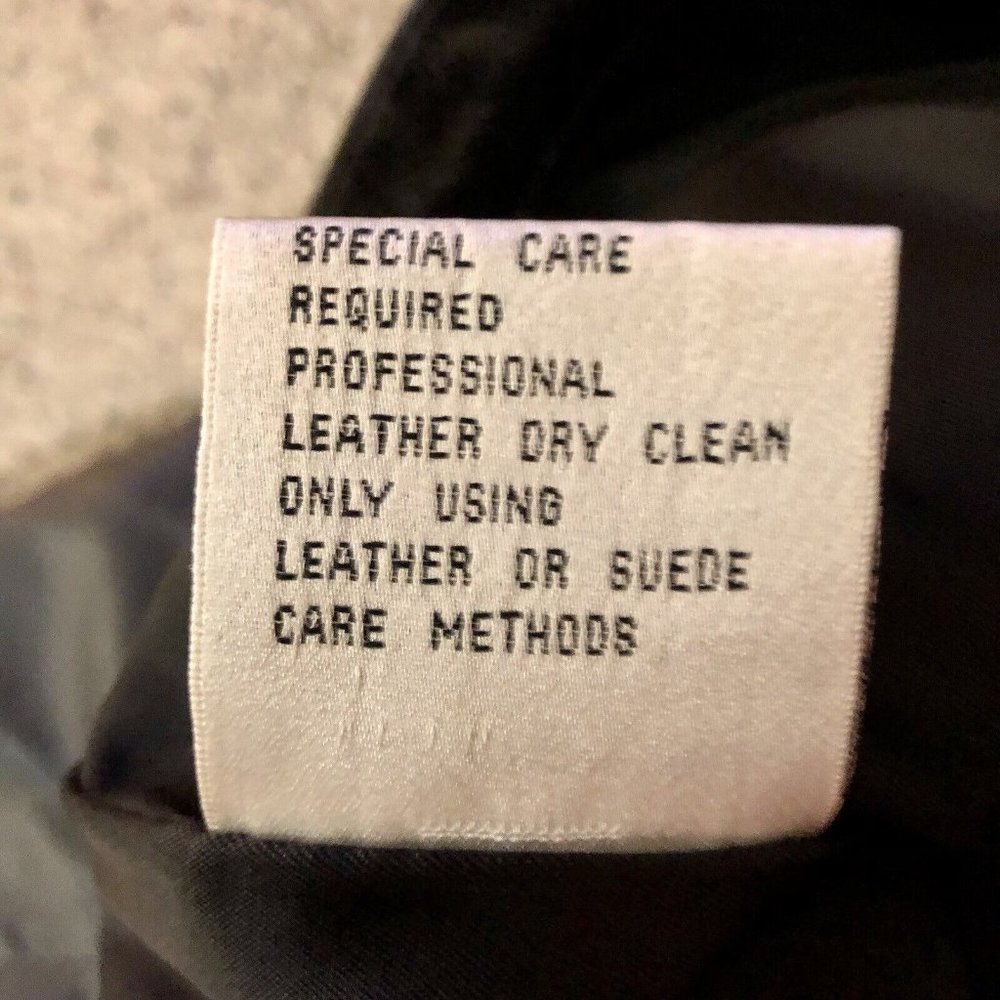 SPECIAL CARE
REQUIRED
PROFESSIONAL
LEATHER DRY CLEAN
ONLY USING
LEATHER OR SUEDE
CARE METHODS